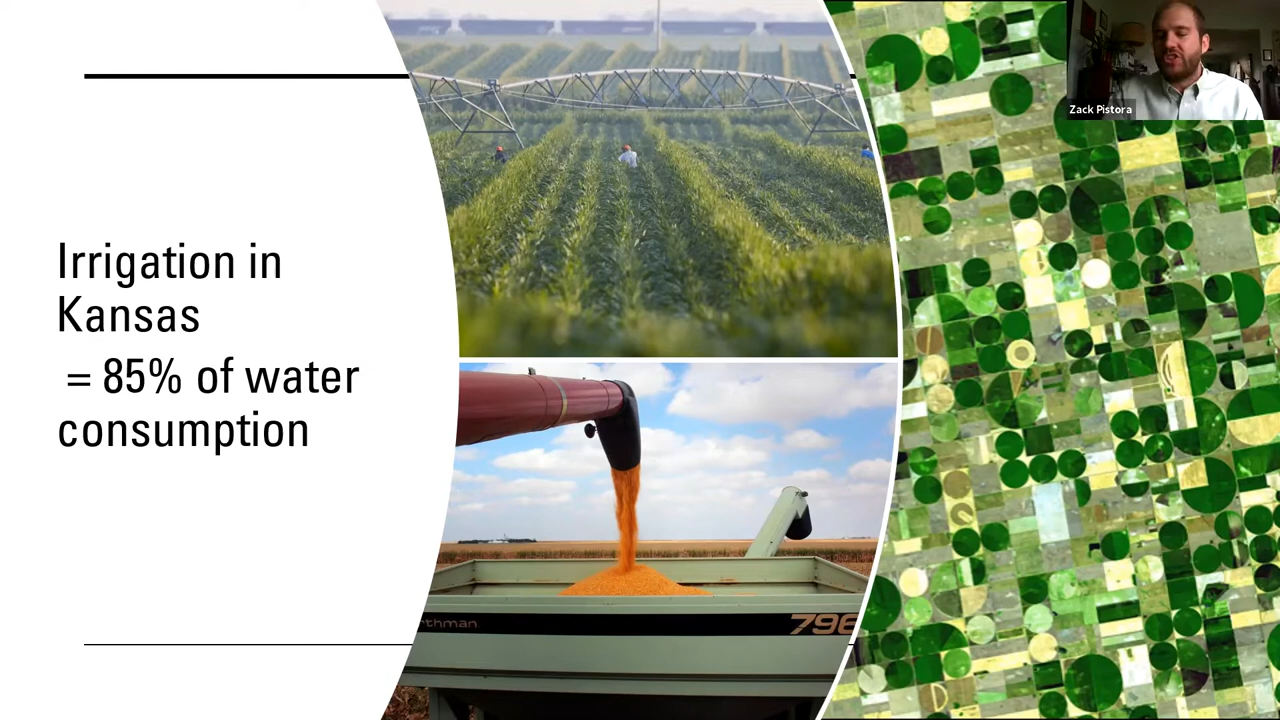 Zack Pistora
Irrigation in
Kansas
= 85% of water
consumption
rthman.
796